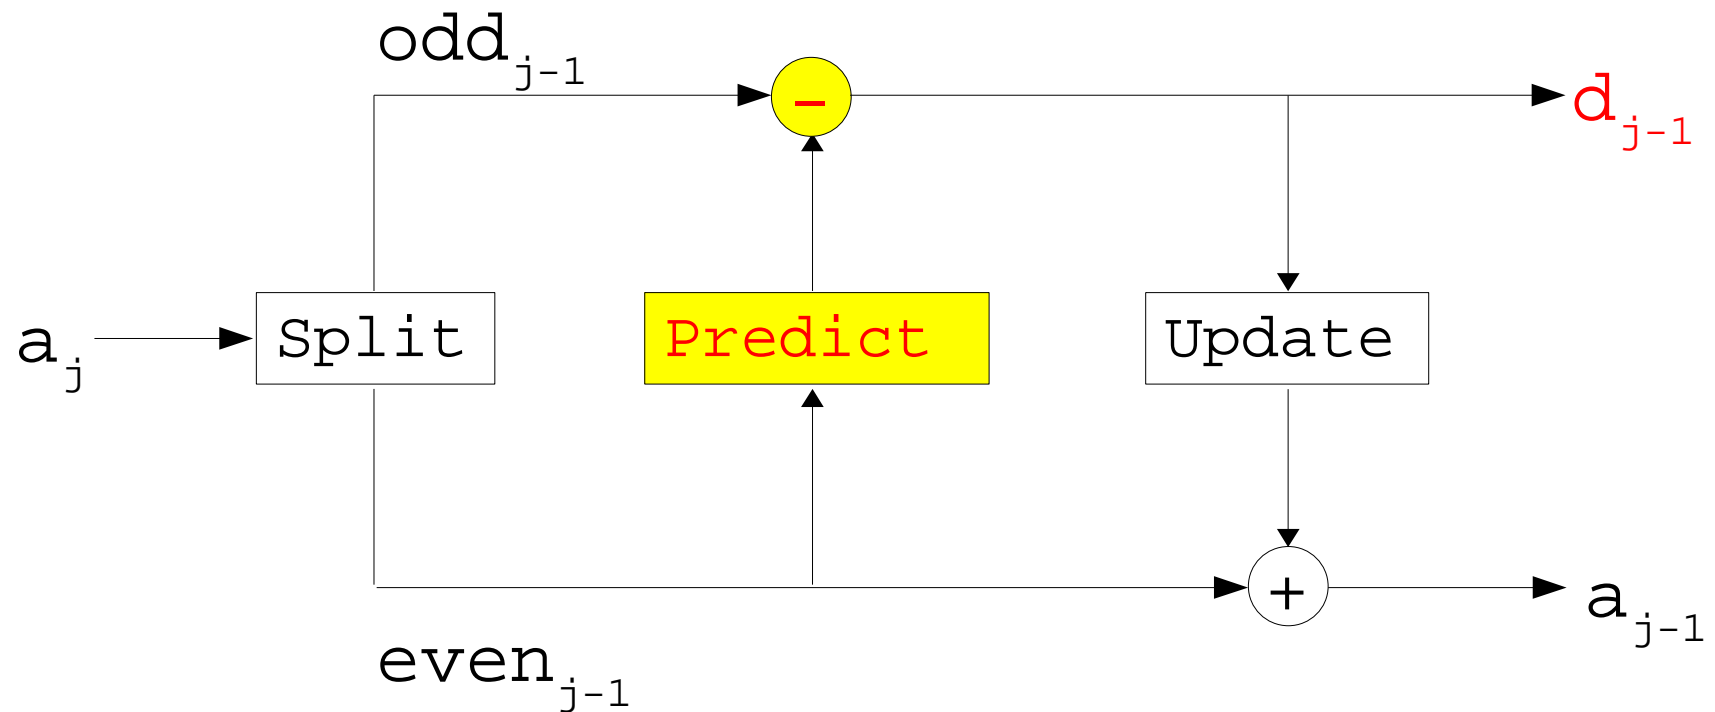 odd_{j-1}
-
d_{j-1}
a_j
Split
Predict
Update
+
a_{j-1}
even_{j-1}